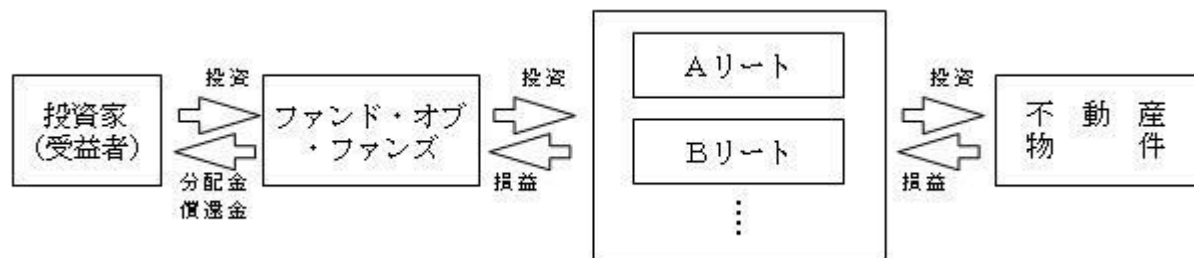 投資家
(受益者)
投資
分配金
償還金
ファンド・オブ
・ファンズ
投資
損益
Aリート
Bリート
⋮
投資
損益
不動産
物件